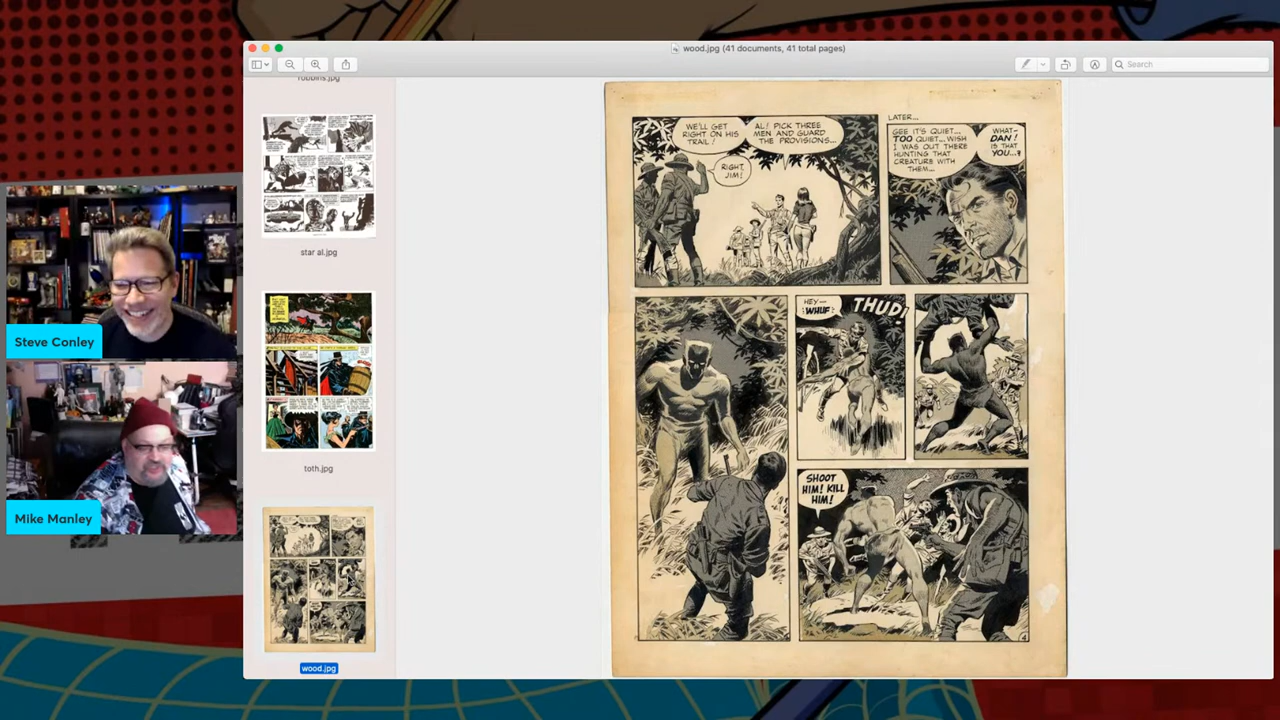 wood.jpg (41 documents, 41 total pages)
Search
robbins.jpg
star al.jpg
toth.jpg
wood.jpg
Steve Conley
Mike Manley
WE'LL GET
RIGHT ON HIS
TRAIL!
AL! PICK THREE
MEN AND GUARD
THE PROVISIONS...
RIGHT,
JIM!
LATER...
GEE IT'S QUIET...
TOO QUIET...WISH
I WAS OUT THERE
HUNTING THAT
CREATURE WITH
THEM...
WHAT-
DAN!
IS THAT
YOU...?
HEY—
:WHUF:
THUD!
SHOOT
HIM! KILL
HIM!
4